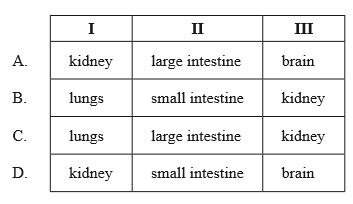 I II III
A. kidney large intestine brain
B. lungs small intestine kidney
C. lungs large intestine kidney
D. kidney small intestine brain